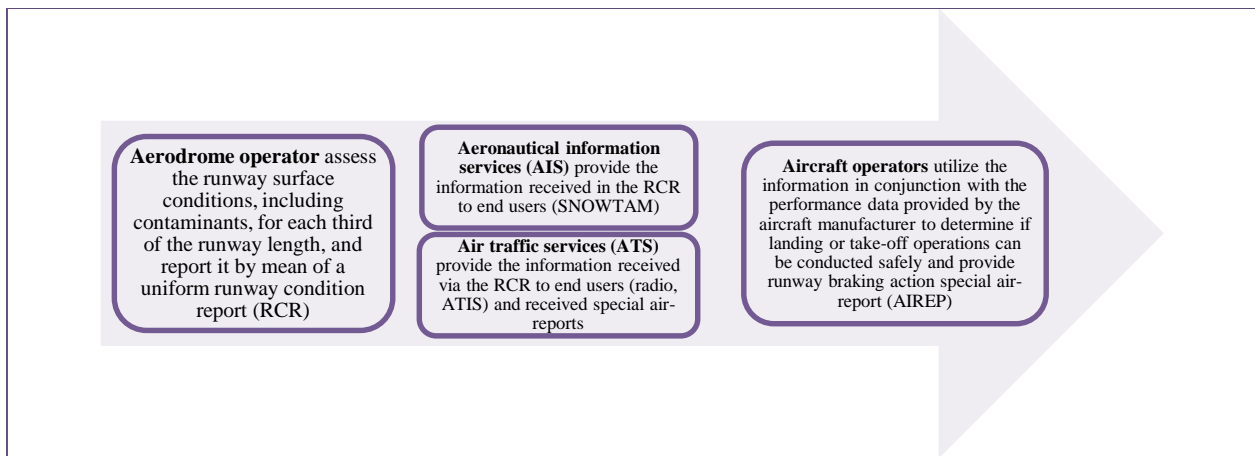 Aerodrome operator assess
the runway surface
conditions, including
contaminants, for each third
of the runway length, and
report it by mean of a
uniform runway condition
report (RCR)
Aeronautical information
services (AIS) provide the
information received in the RCR
to end users (SNOWTAM)
Air traffic services (ATS)
provide the information received
via the RCR to end users (radio,
ATIS) and received special air-
reports
Aircraft operators utilize the
information in conjunction with the
performance data provided by the
aircraft manufacturer to determine if
landing or take-off operations can
be conducted safely and provide
runway braking action special air-
report (AIREP)